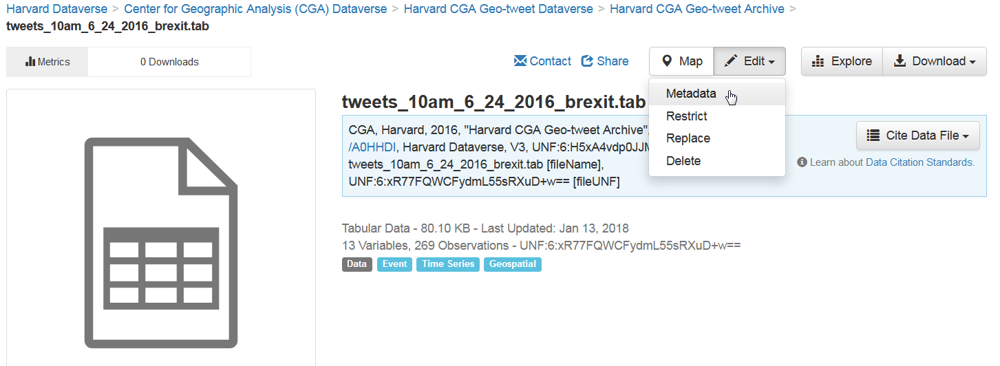 Harvard Dataverse > Center for Geographic Analysis (CGA) Dataverse > Harvard CGA Geo-tweet Dataverse > Harvard CGA Geo-tweet Archive >
tweets_10am_6_24_2016_brexit.tab
Metrics 0 Downloads Contact Share Map Edit Explore Download
Metadata
Restrict
Replace
Delete
tweets_10am_6_24_2016_brexit.tab
CGA, Harvard, 2016, "Harvard CGA Geo-tweet Archive",
/A0HHDI, Harvard Dataverse, V3, UNF:6:H5xA4vdp0JJM
tweets_10am_6_24_2016_brexit.tab [fileName],
UNF:6:xR77FQWCFydmL55sRXuD+w== [fileUNF]
Cite Data File
Learn about Data Citation Standards.
Tabular Data - 80.10 KB - Last Updated: Jan 13, 2018
13 Variables, 269 Observations - UNF:6:xR77FQWCFydmL55sRXuD+w==
Data Event Time Series Geospatial